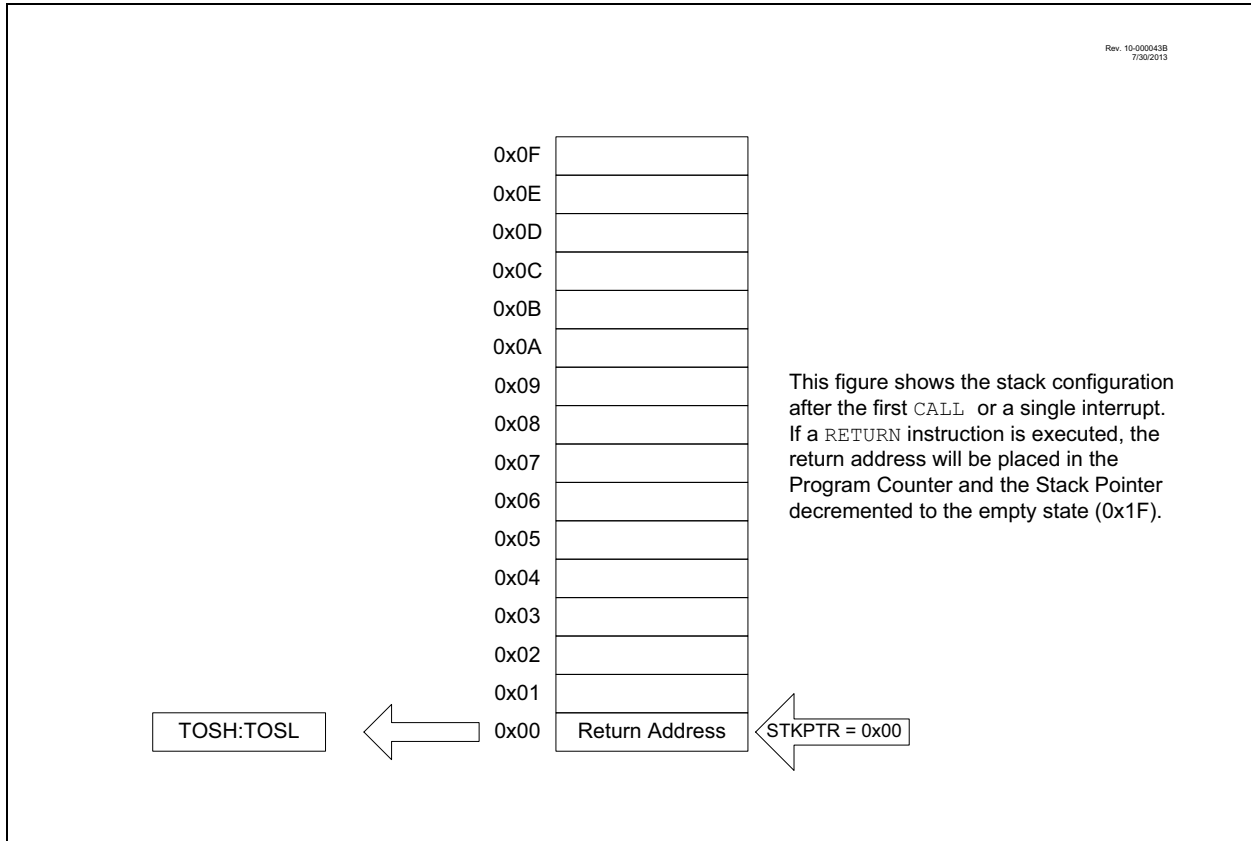 Rev. 10-000043B
7/30/2013
0x0F
0x0E
0x0D
0x0C
0x0B
0x0A
0x09
0x08
0x07
0x06
0x05
0x04
0x03
0x02
0x01
This figure shows the stack configuration
after the first CALL or a single interrupt.
If a RETURN instruction is executed, the
return address will be placed in the
Program Counter and the Stack Pointer
decremented to the empty state (0x1F).
TOSH:TOSL
0x00
Return Address
STKPTR = 0x00